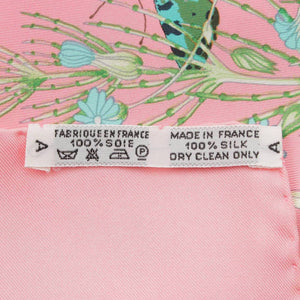 A
FABRIQUE EN FRANCE
100% SOIE
P
MADE IN FRANCE
100% SILK
DRY CLEAN ONLY
A